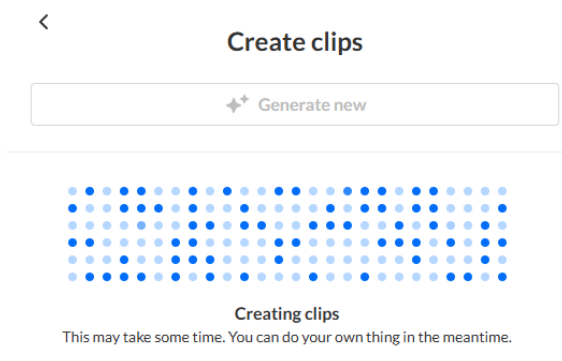 Create clips
Generate new
Creating clips
This may take some time. You can do your own thing in the meantime.